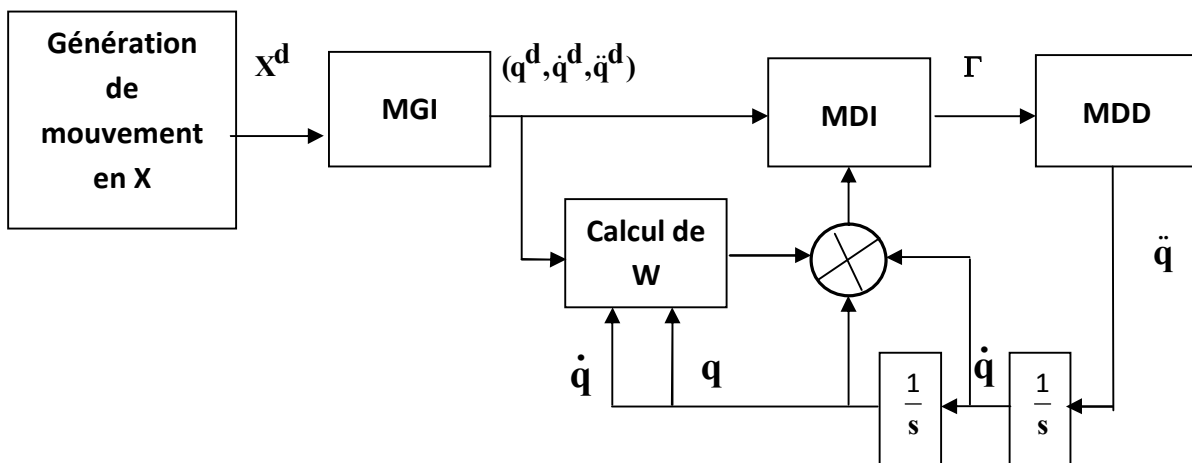 Génération
de
mouvement
en X
X^d
MGI
(q^d, q̇^d, q̈^d)
MDI
Γ
MDD
Calcul de
W
q̈
q̇
q
q̇
1
s
1
s